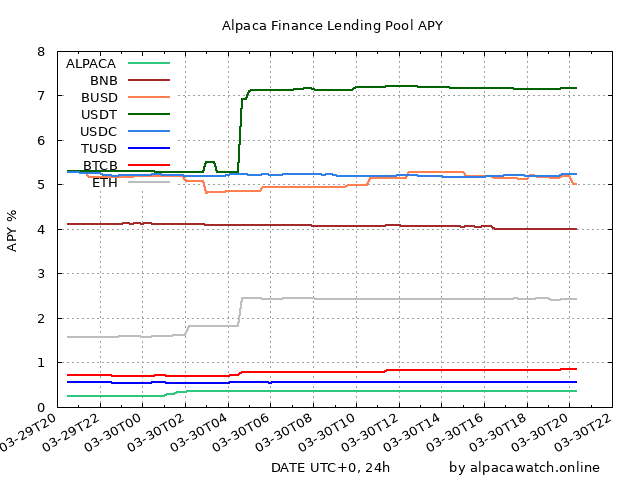 Alpaca Finance Lending Pool APY
8
7
6
5
4
3
2
1
0
APY %
ALPACA
BNB
BUSD
USDT
USDC
TUSD
BTCB
ETH
03-29T20
03-29T22
03-30T00
03-30T02
03-30T04
03-30T06
03-30T08
03-30T10
03-30T12
03-30T14
03-30T16
03-30T18
03-30T20
03-30T22
DATE UTC+0, 24h
by alpacawatch.online